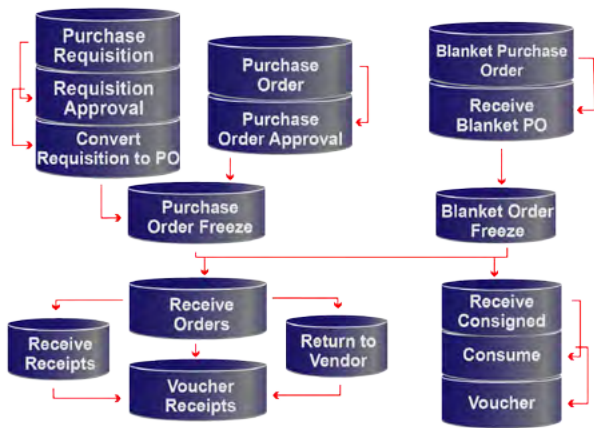 Purchase
Requisition
Requisition
Approval
Convert
Requisition to PO
Purchase
Order
Purchase
Order Approval
Blanket Purchase
Order
Receive
Blanket PO
Purchase
Order Freeze
Blanket Order
Freeze
Receive
Orders
Receive
Receipts
Return to
Vendor
Voucher
Receipts
Receive
Consigned
Consume
Voucher